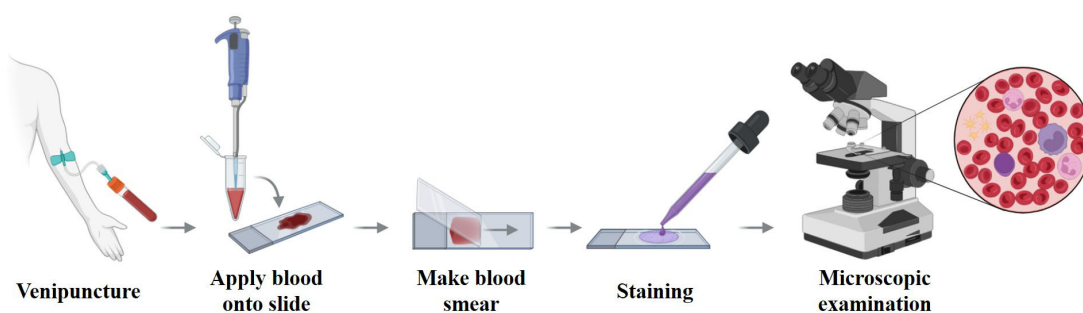 Venipuncture
Apply blood
onto slide
Make blood
smear
Staining
Microscopic
examination